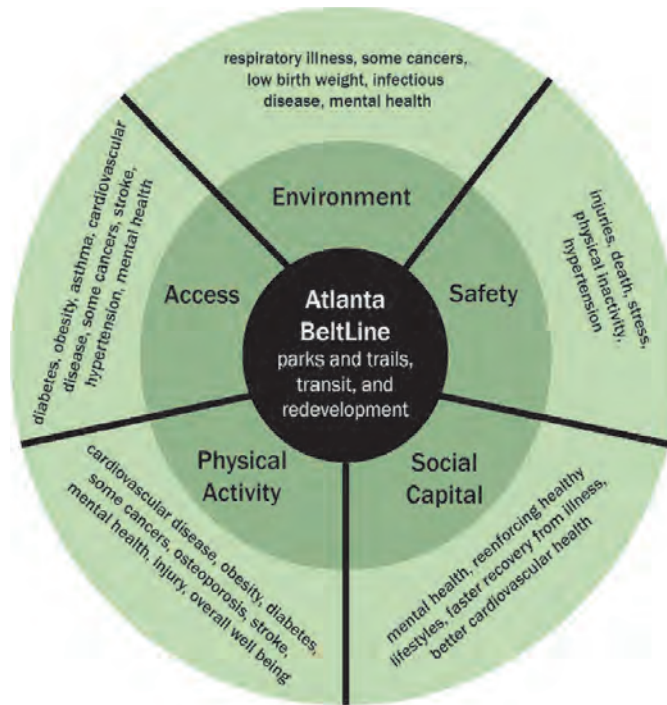 respiratory illness, some cancers,
low birth weight, infectious
disease, mental health
Environment
Access
Safety
Atlanta
BeltLine
parks and trails,
transit, and
redevelopment
Physical
Activity
Social
Capital
diabetes, obesity, asthma, cardiovascular
disease, some cancers, stroke,
hypertension, mental health
injuries, death, stress,
physical inactivity,
hypertension
cardiovascular disease, obesity, diabetes,
some cancers, osteoporosis, stroke,
mental health, injury, overall well being
mental health, reenforcing healthy
lifestyles, faster recovery from illness,
better cardiovascular health